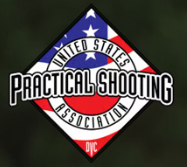 UNITED STATES
PRACTICAL SHOOTING
ASSOCIATION
DVC